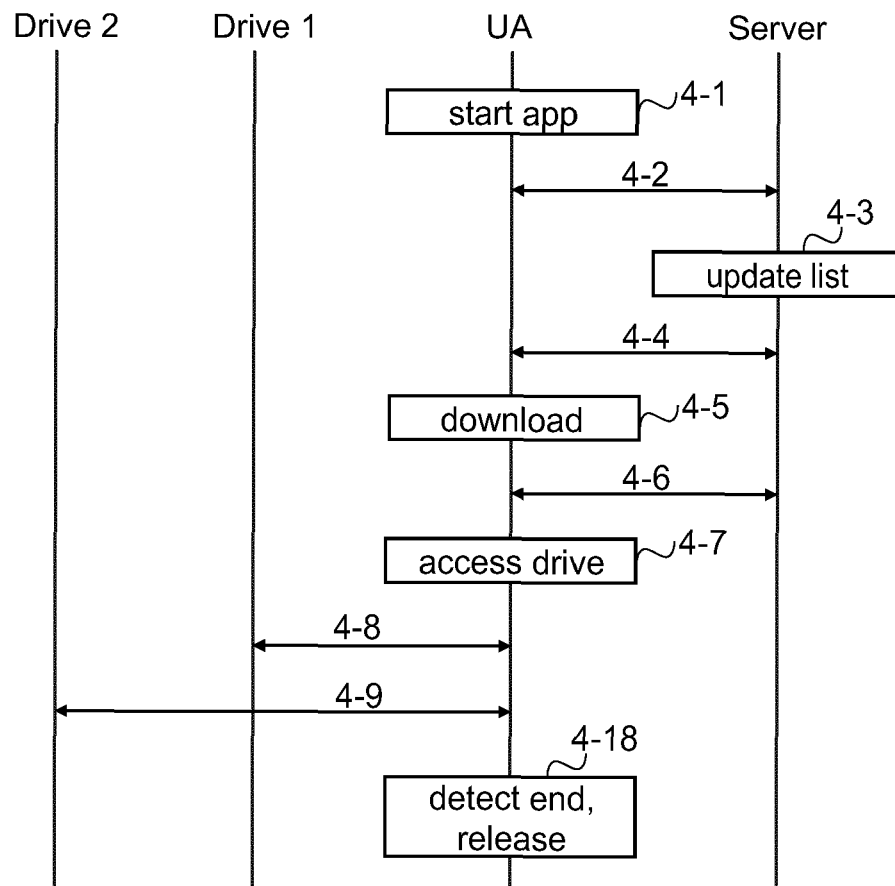 Drive 2
Drive 1
UA
Server
start app
4-1
4-2
4-3
update list
4-4
download
4-5
4-6
access drive
4-7
4-8
4-9
4-18
detect end,
release